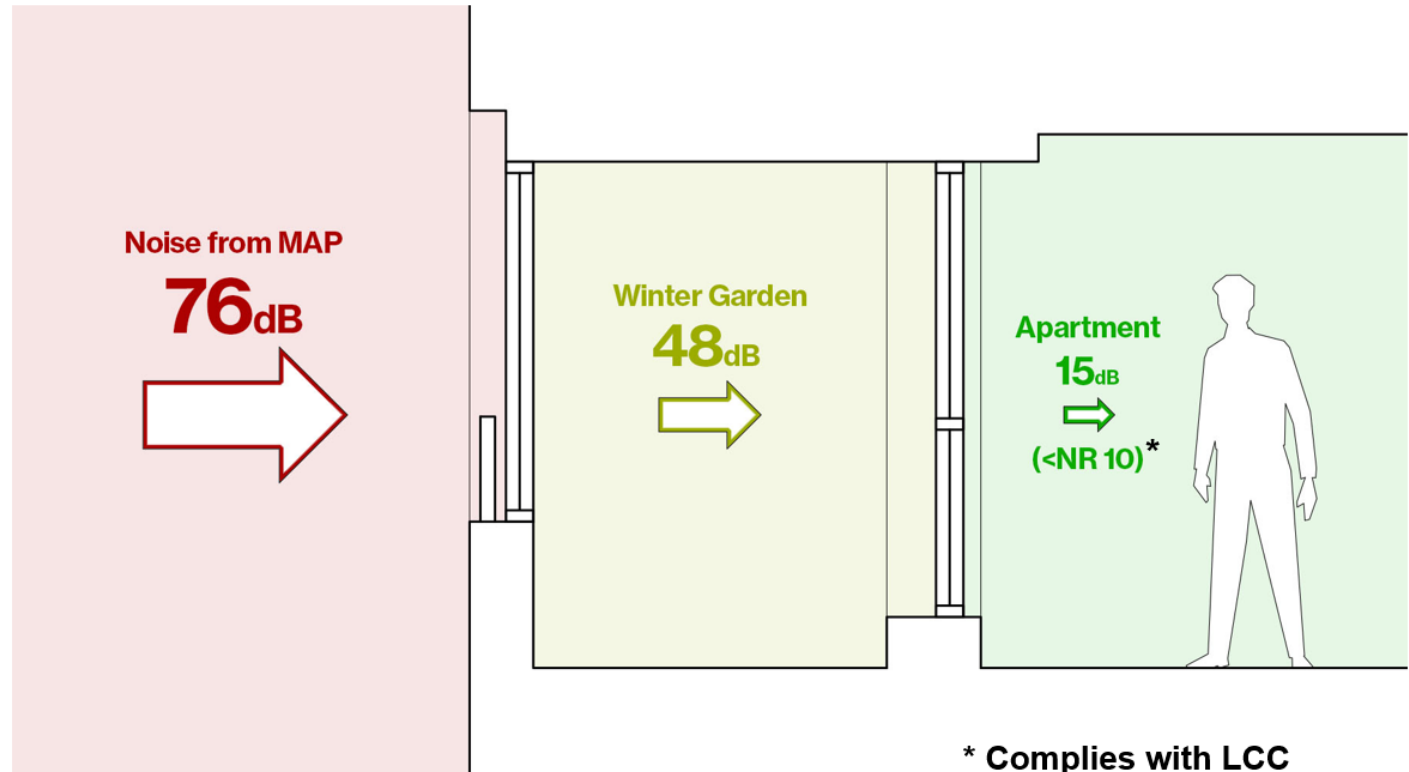 Noise from MAP
76dB
Winter Garden
48dB
Apartment
15dB
(<NR 10)*
* Complies with LCC